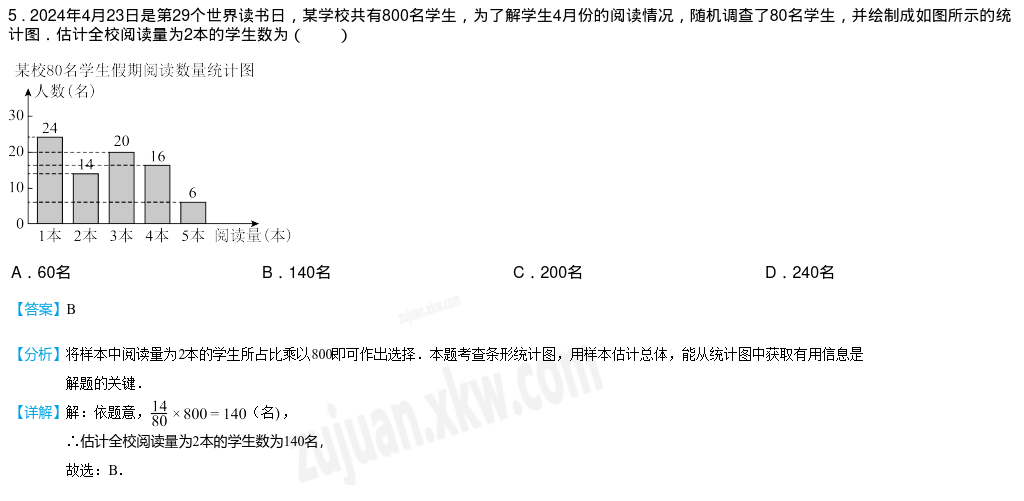 5．2024年4月23日是第29个世界读书日，某学校共有800名学生，为了解学生4月份的阅读情况，随机调查了80名学生，并绘制成如图所示的统
计图．估计全校阅读量为2本的学生数为（　　）
某校80名学生假期阅读数量统计图
人数(名)
30
24
20
20
14
16
10
6
0
1本 2本 3本 4本 5本 阅读量(本)
A．60名 B．140名 C．200名 D．240名
【答案】B
【分析】将样本中阅读量为2本的学生所占比乘以800即可作出选择．本题考查条形统计图，用样本估计总体，能从统计图中获取有用信息是
解题的关键．
【详解】解：依题意，14/80 × 800 = 140（名），
∴估计全校阅读量为2本的学生数为140名，
故选：B．
zujuan.xkw.com
zujuan.xkw.com